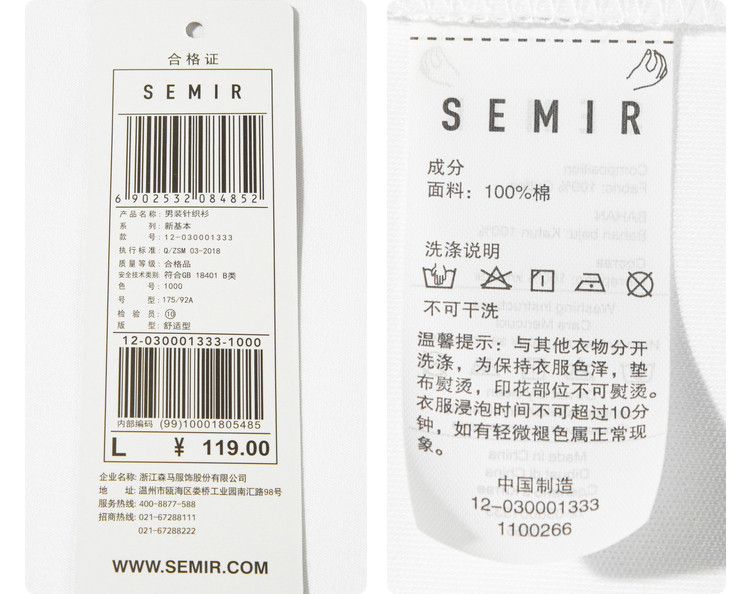 合格证
SEMIR
6 902532 084852
产品名称: 男装针织衫
系 列: 新基本
款 号: 12-030001333
执行标准: Q/ZSM 03-2018
质量等级: 合格品
安全技术类别: 符合GB 18401 B类
色 号: 1000
号 型: 175/92A
检 验 员: ⑩
版 型: 舒适型
12-030001333-1000
内部编码 (99)10001805485
L ¥ 119.00
企业名称: 浙江森马服饰股份有限公司
地 址: 温州市瓯海区娄桥工业园南汇路98号
服务热线: 400-8877-588
招商热线: 021-67288111
021-67288222
WWW.SEMIR.COM
SEMIR
成分
面料: 100%棉
洗涤说明
不可干洗
温馨提示: 与其他衣物分开
洗涤, 为保持衣服色泽, 垫
布熨烫, 印花部位不可熨烫。
衣服浸泡时间不可超过10分
钟, 如有轻微褪色属正常现
象。
中国制造
12-030001333
1100266